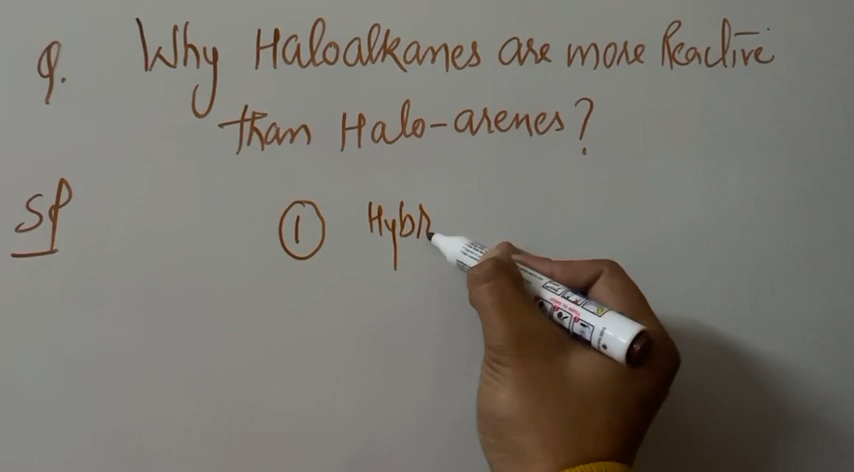 Q. Why Haloalkanes are more Reactive
than Halo-arenes?
Sol
① Hybr